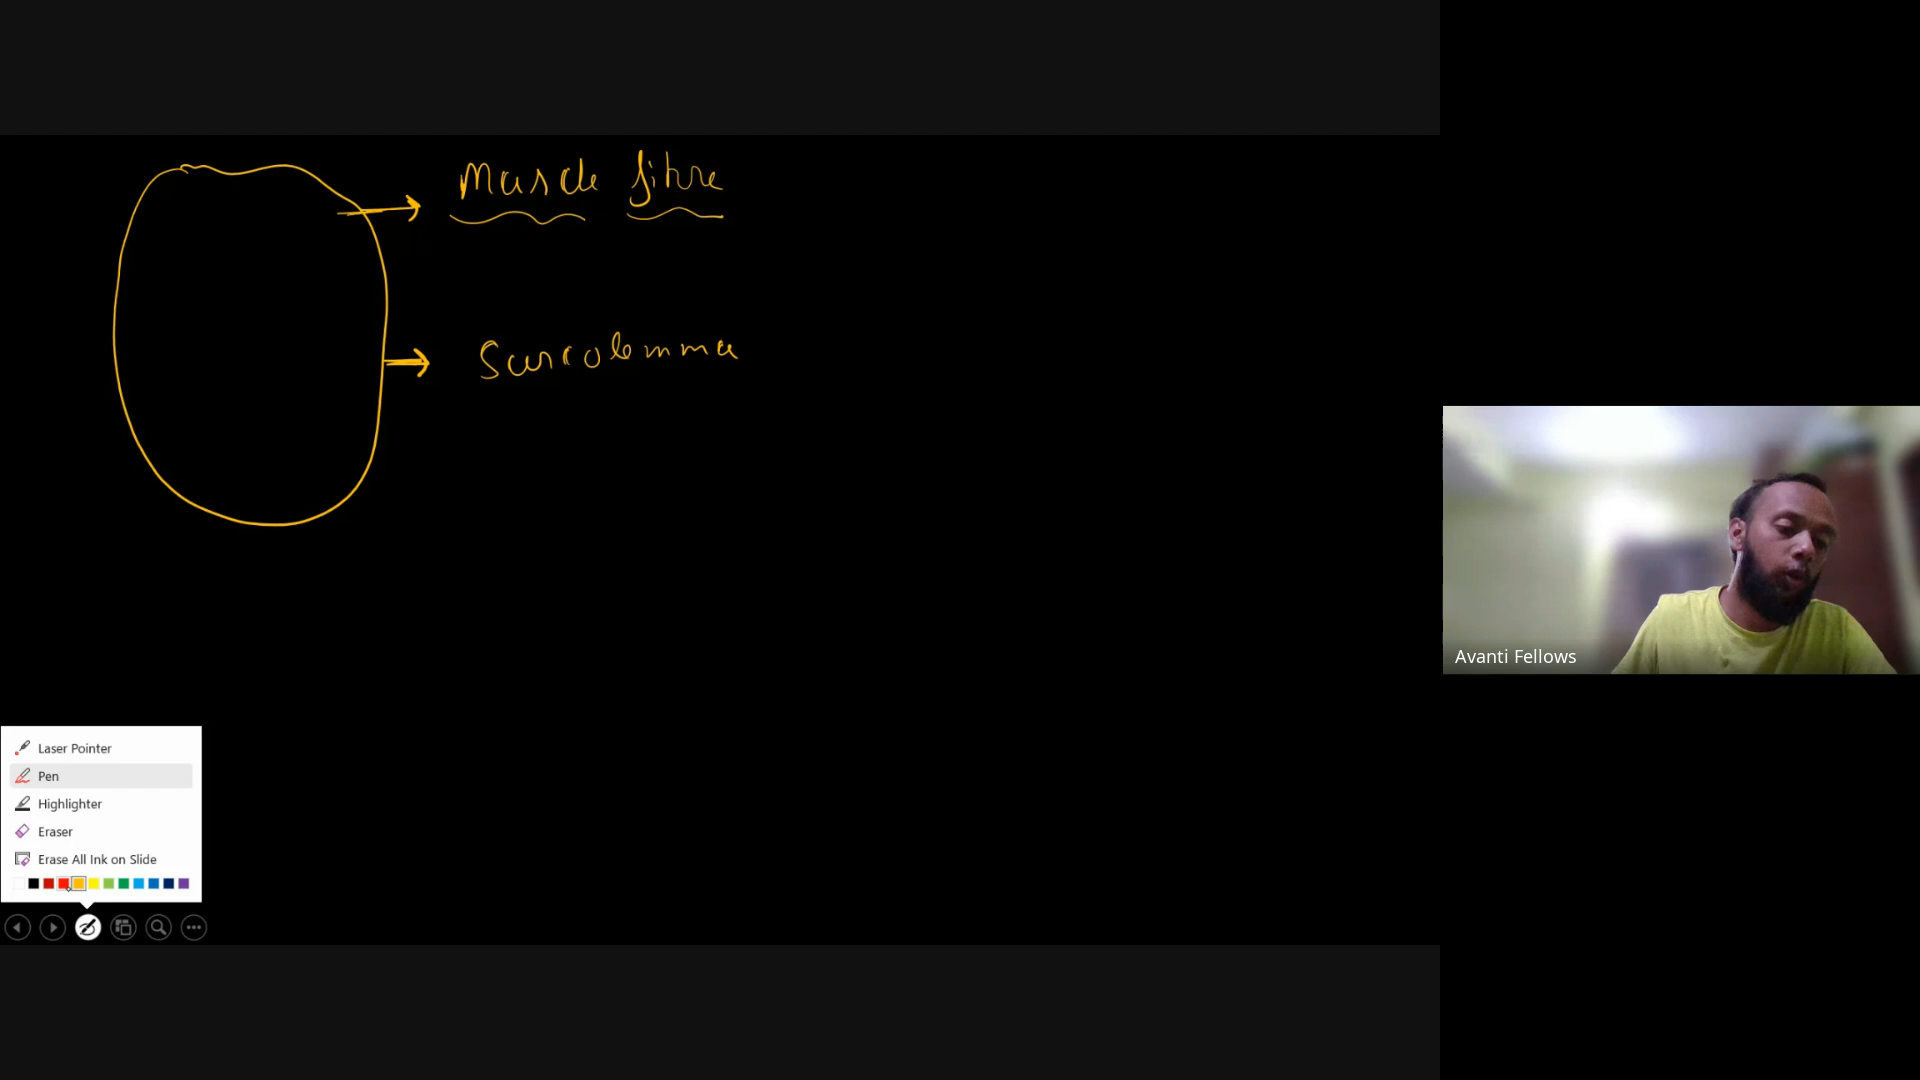 Muscle fibre
Sarcolemma
Avanti Fellows
Laser Pointer
Pen
Highlighter
Eraser
Erase All Ink on Slide